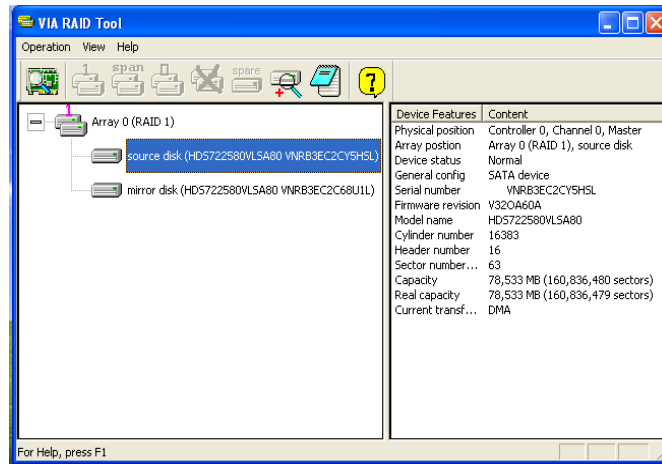 VIA RAID Tool
Operation View Help
1 span spare ?
1
Array 0 (RAID 1)
source disk (HDS722580VLSA80 VNRB3EC2CY5HSL)
mirror disk (HDS722580VLSA80 VNRB3EC2C68U1L)
Device Features Content
Physical position Controller 0, Channel 0, Master
Array postion Array 0 (RAID 1), source disk
Device status Normal
General config SATA device
Serial number VNRB3EC2CY5HSL
Firmware revision V32OA60A
Model name HDS722580VLSA80
Cylinder number 16383
Header number 16
Sector number... 63
Capacity 78,533 MB (160,836,480 sectors)
Real capacity 78,533 MB (160,836,479 sectors)
Current transf... DMA
For Help, press F1